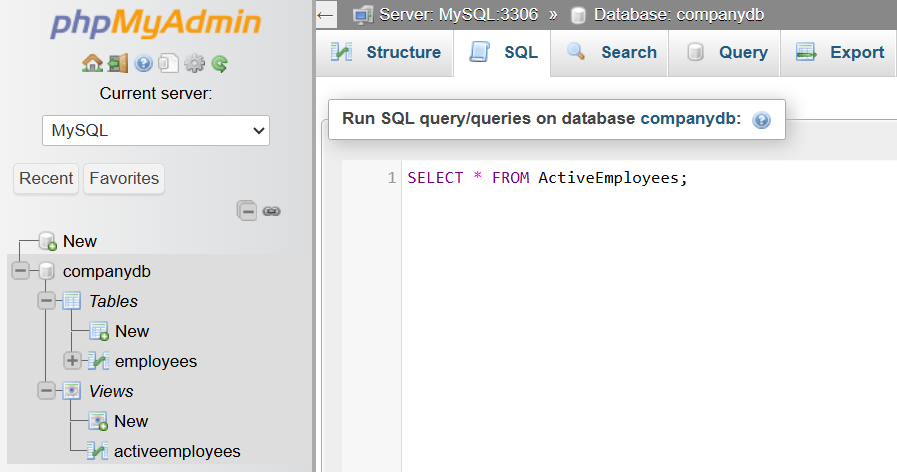 phpMyAdmin
Current server:
MySQL
Recent Favorites
New
companydb
Tables
New
employees
Views
New
activeemployees
← Server: MySQL:3306 » Database: companydb
Structure SQL Search Query Export
Run SQL query/queries on database companydb:
1 SELECT * FROM ActiveEmployees;